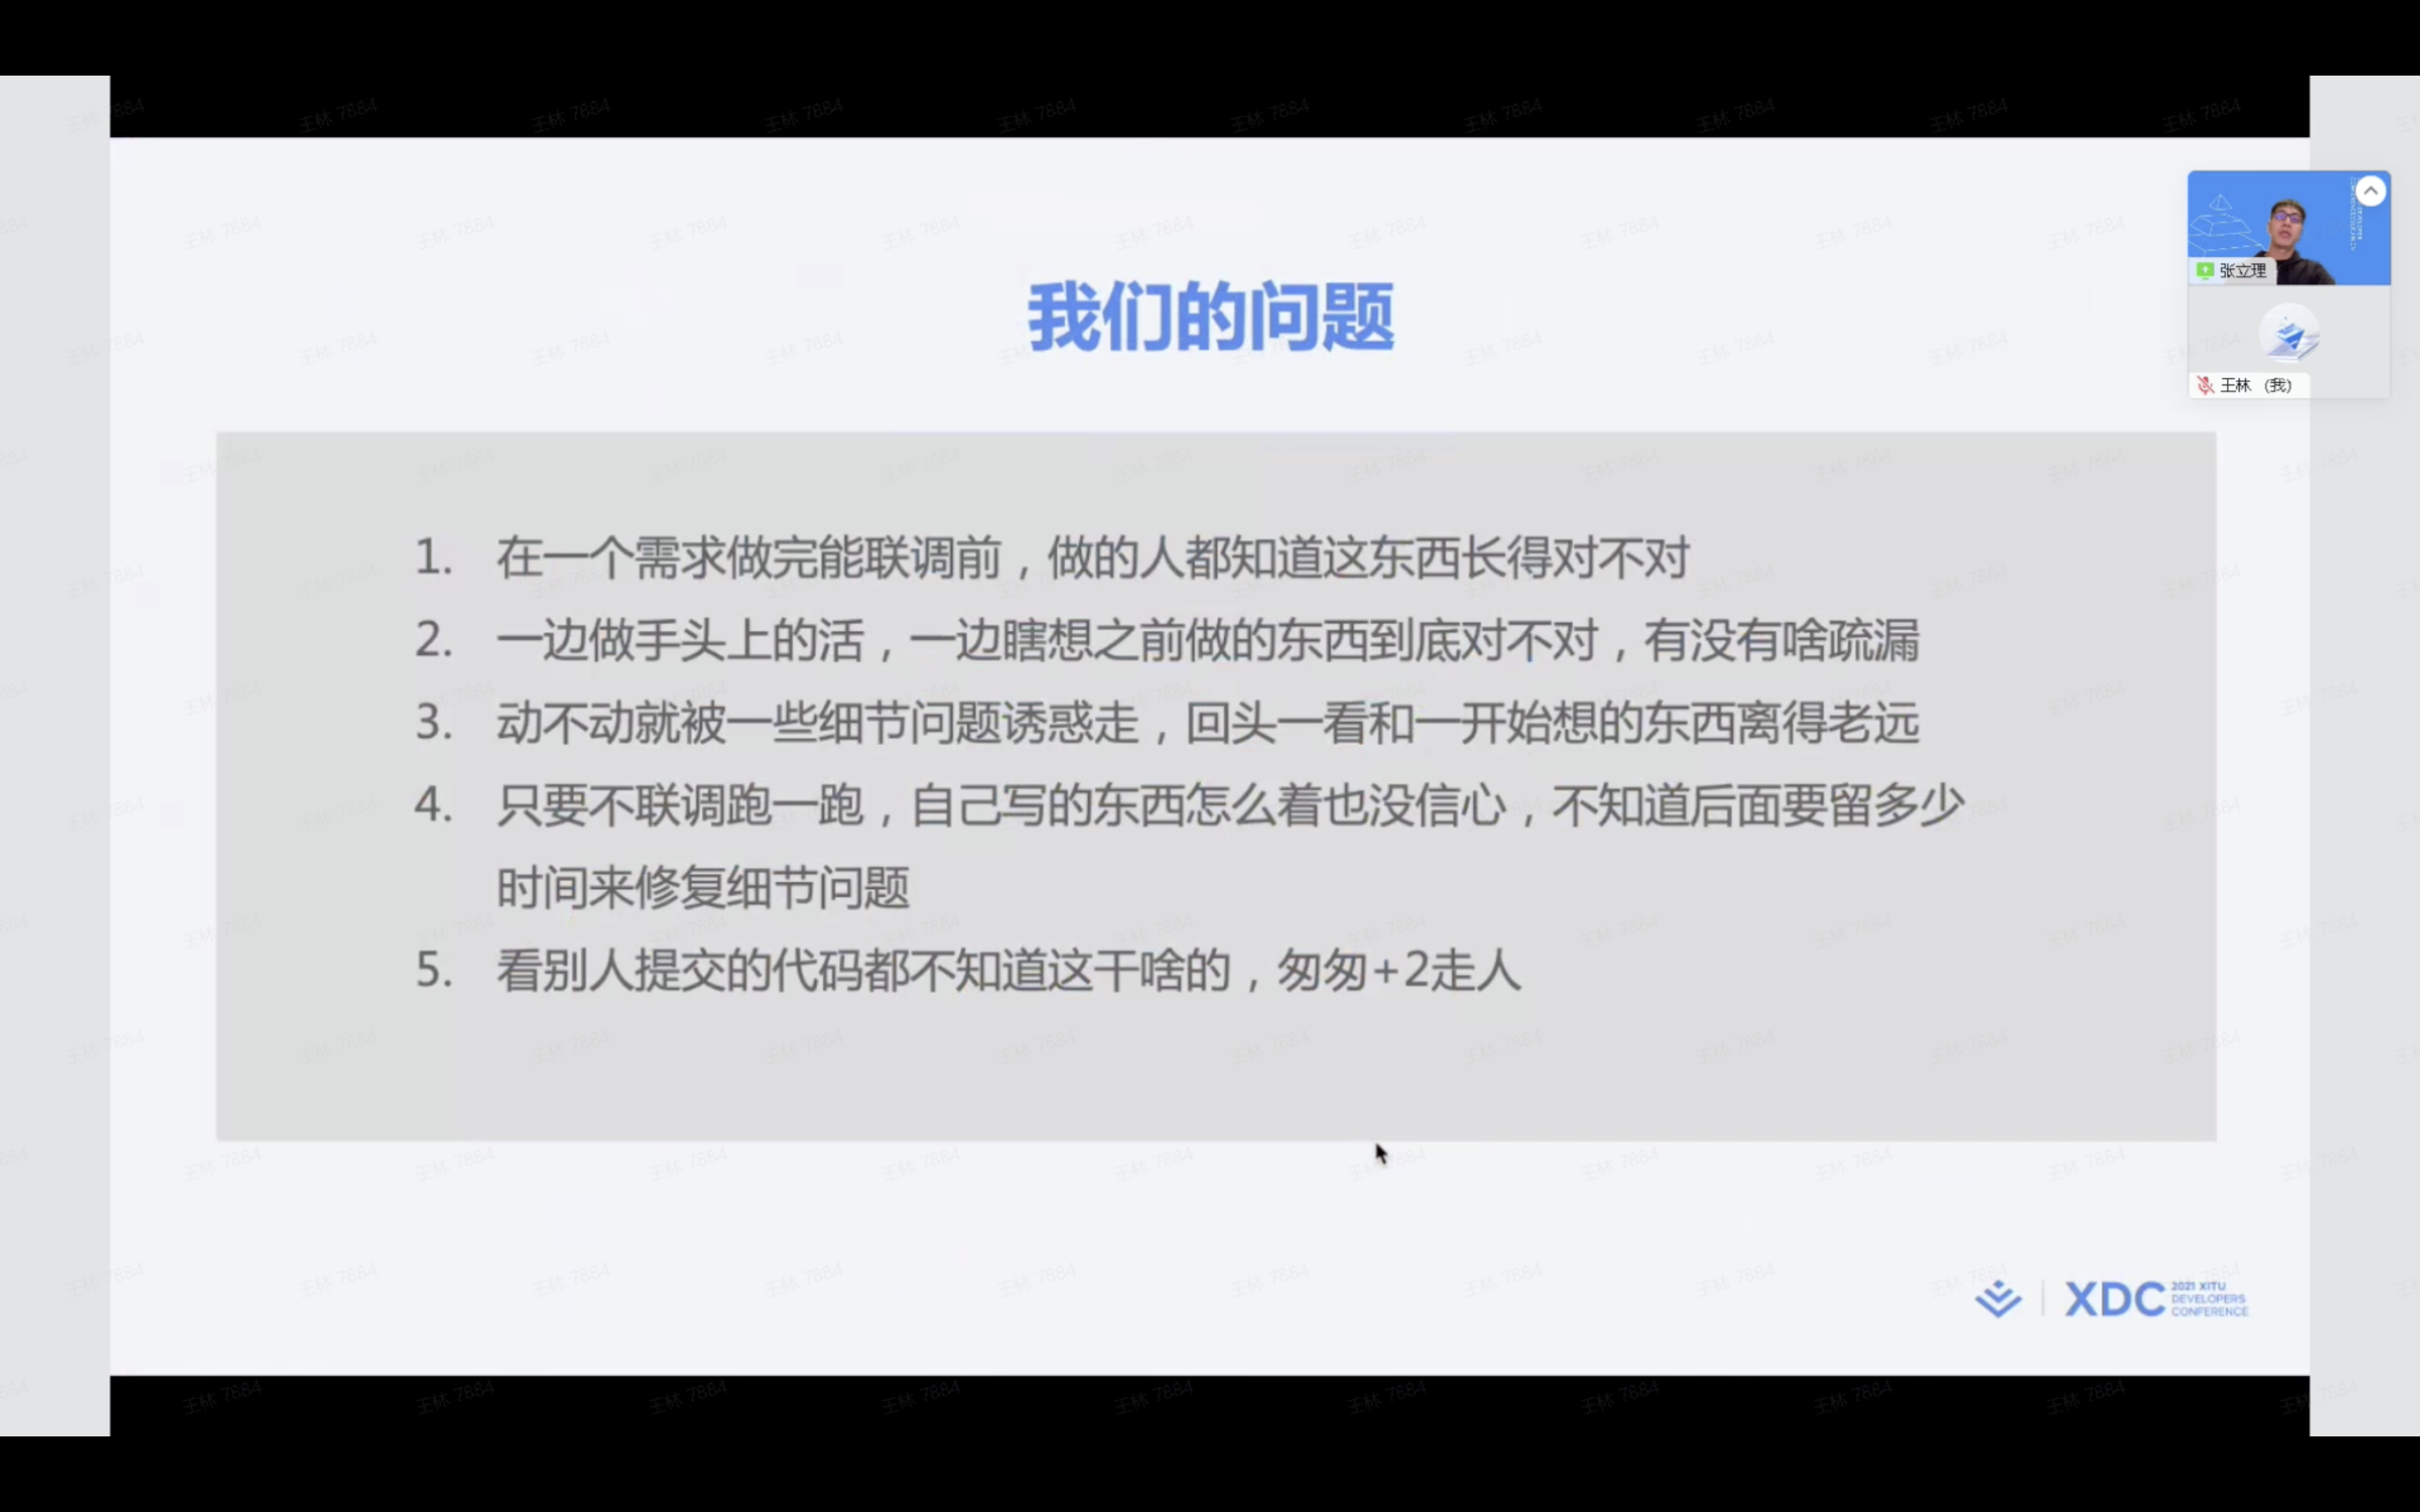 我们的问题
1. 在一个需求做完能联调前，做的人都知道这东西长得对不对
2. 一边做手头上的活，一边瞎想之前做的东西到底对不对，有没有啥疏漏
3. 动不动就被一些细节问题诱惑走，回头一看和一开始想的东西离得老远
4. 只要不联调跑一跑，自己写的东西怎么着也没信心，不知道后面要留多少
时间来修复细节问题
5. 看别人提交的代码都不知道这干啥的，匆匆+2走人
张立理
王林 （我）
XDC
2021 XITU
DEVELOPERS
CONFERENCE
王林 7884